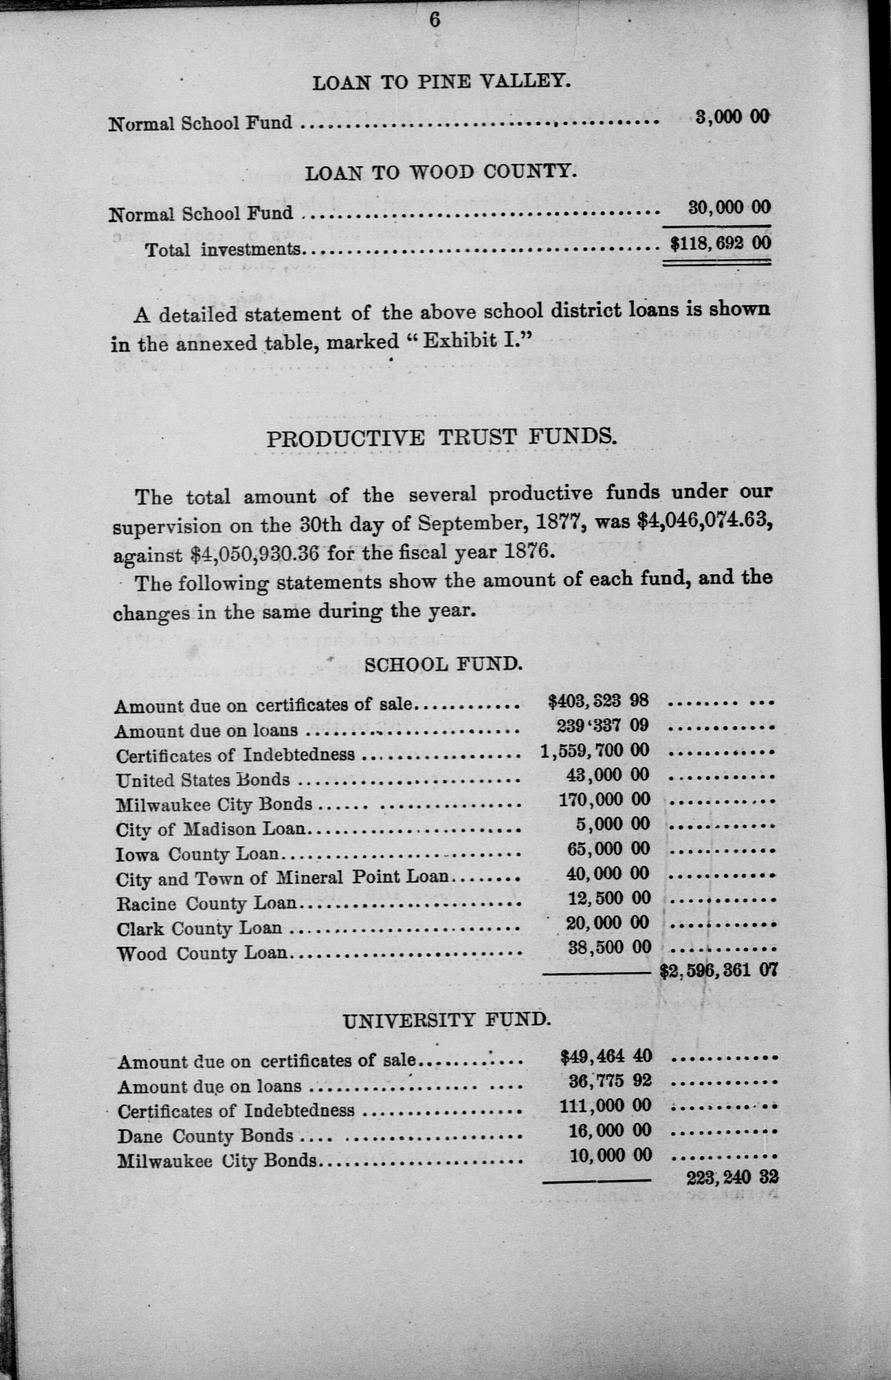 6
LOAN TO PINE VALLEY.
Normal School Fund ........................................ 3,000 00
LOAN TO WOOD COUNTY.
Normal School Fund ........................................ 30,000 00
Total investments........................................ $118,692 00
A detailed statement of the above school district loans is shown
in the annexed table, marked “ Exhibit I.”
PRODUCTIVE TRUST FUNDS.
The total amount of the several productive funds under our
supervision on the 30th day of September, 1877, was $4,046,074.63,
against $4,050,930.36 for the fiscal year 1876.
The following statements show the amount of each fund, and the
changes in the same during the year.
SCHOOL FUND.
Amount due on certificates of sale............ $403,323 98 ........ ...
Amount due on loans ........................ 239‘337 09 ............
Certificates of Indebtedness .................. 1,559,700 00 ............
United States Bonds ......................... 43,000 00 ............
Milwaukee City Bonds ...... ................ 170,000 00 ............
City of Madison Loan........................ 5,000 00 ............
Iowa County Loan........................... 65,000 00 ............
City and Town of Mineral Point Loan........ 40,000 00 ............
Racine County Loan......................... 12,500 00 ............
Clark County Loan .......................... 20,000 00 ............
Wood County Loan.......................... 38,500 00 ............
$2,596,361 07
UNIVERSITY FUND.
Amount due on certificates of sale............ $49,464 40 ............
Amount due on loans ................... .... 36,775 92 ............
Certificates of Indebtedness .................. 111,000 00 ............
Dane County Bonds .... .................... 16,000 00 ............
Milwaukee City Bonds....................... 10,000 00 ............
223,240 32